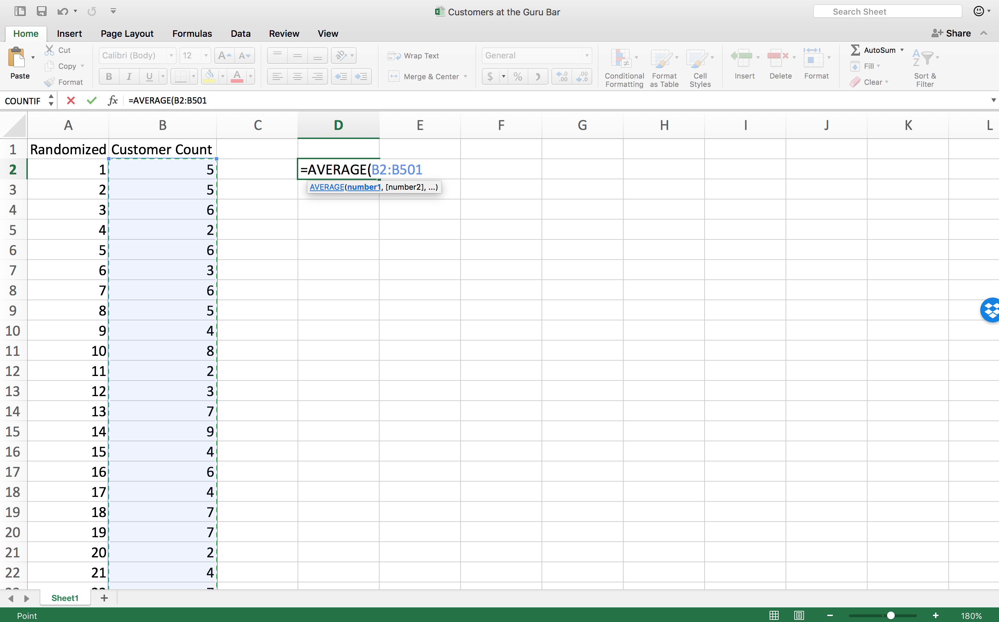 Customers at the Guru Bar
Search Sheet
Home Insert Page Layout Formulas Data Review View Share
Paste
Cut
Copy
Format
Calibri (Body) 12
A A
B I U A
Wrap Text
Merge & Center
General
$ % .0 .00 .00 .0
Conditional Formatting
Format as Table
Cell Styles
Insert
Delete
Format
AutoSum
Fill
Clear
A Z
Sort & Filter
COUNTIF fx =AVERAGE(B2:B501
A B C D E F G H I J K L
1 Randomized Customer Count
2 1 5 =AVERAGE(B2:B501
AVERAGE(number1, [number2], ...)
3 2 5
4 3 6
5 4 2
6 5 6
7 6 3
8 7 6
9 8 5
10 9 4
11 10 8
12 11 2
13 12 3
14 13 7
15 14 9
16 15 4
17 16 6
18 17 4
19 18 7
20 19 7
21 20 2
22 21 4
Sheet1 +
Point
180%